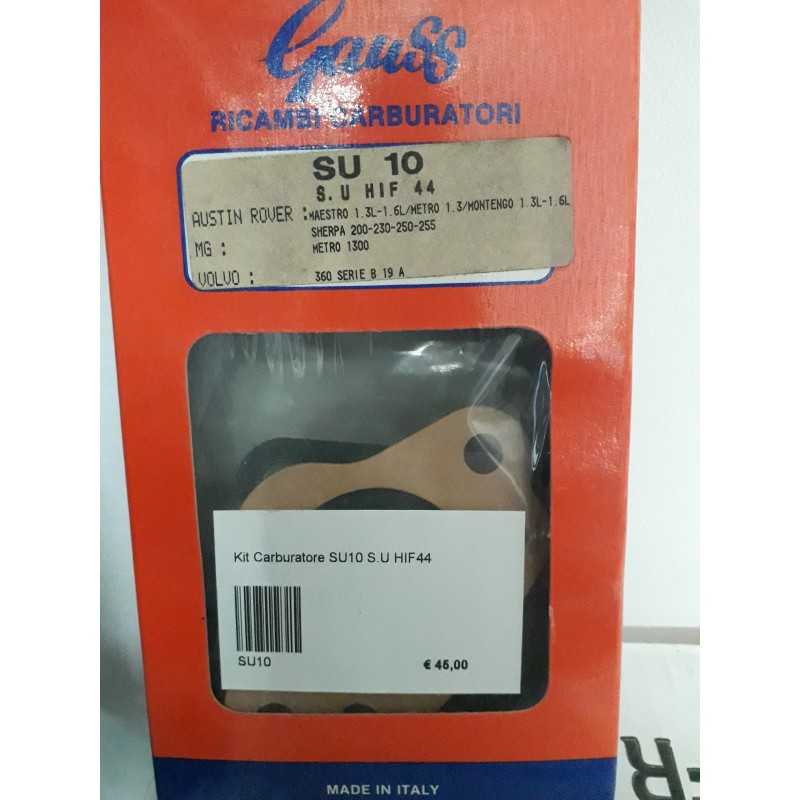 Gauss
RICAMBI CARBURATORI
SU 10
S.U HIF 44
AUSTIN ROVER : MAESTRO 1.3L-1.6L/METRO 1.3/MONTENGO 1.3L-1.6L
SHERPA 200-230-250-255
MG : METRO 1300
VOLVO : 360 SERIE B 19 A
Kit Carburatore SU10 S.U HIF44
SU10
€ 45,00
MADE IN ITALY
ER